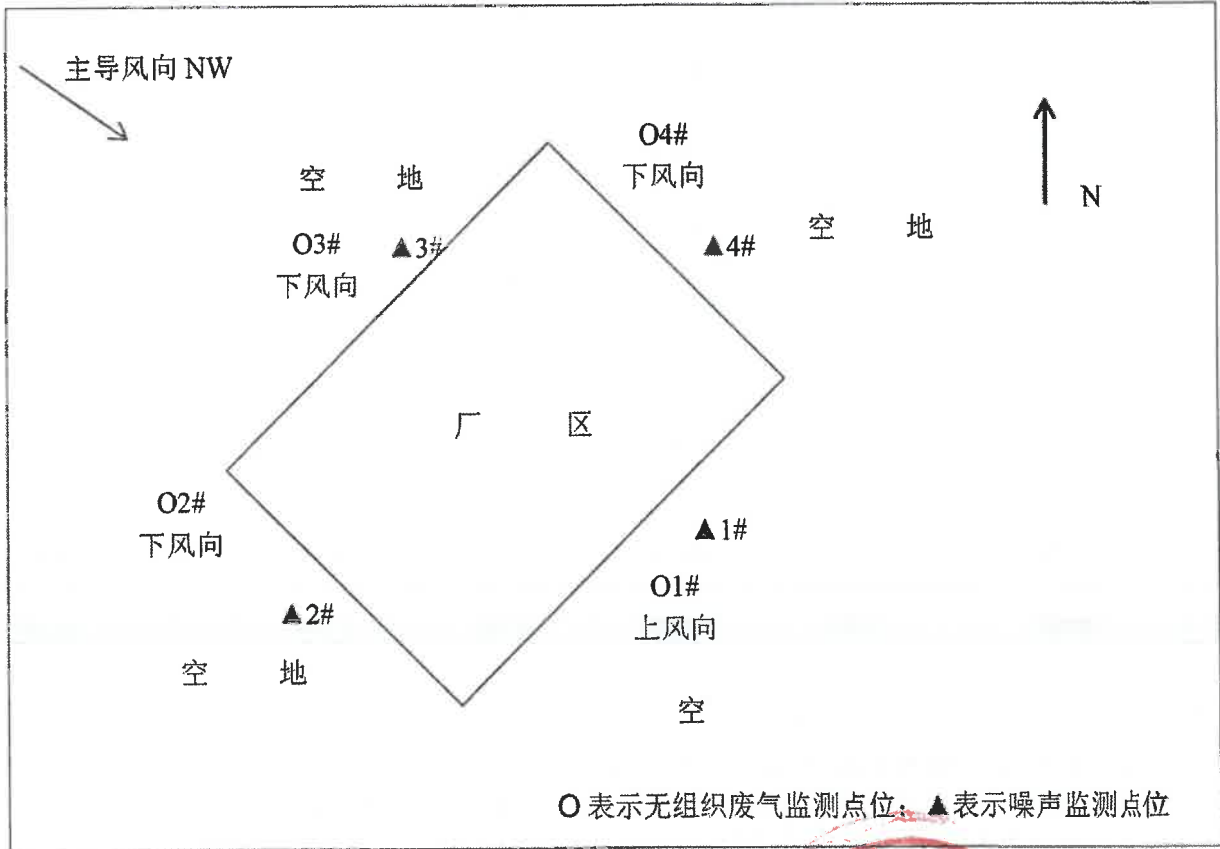 主导风向 NW
O4#
下风向
空 地
N
空 地
O3#
▲3#
▲4#
下风向
厂 区
O2#
下风向
▲1#
O1#
上风向
▲2#
空 地
空
O 表示无组织废气监测点位；▲表示噪声监测点位